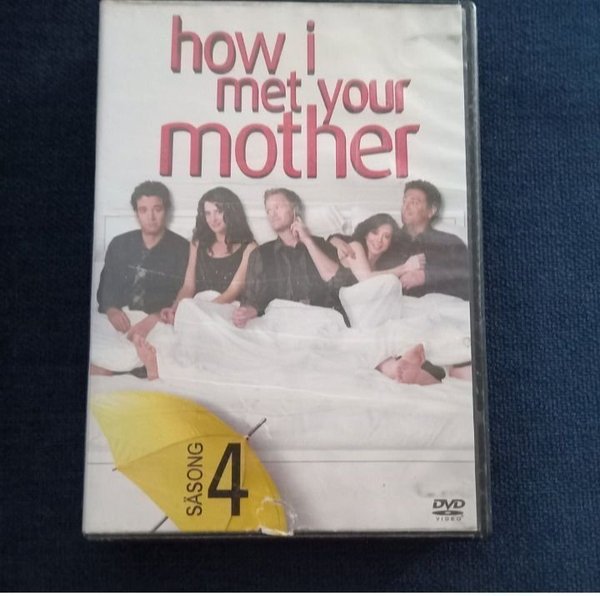 how i
met your
mother
SÄSONG 4
DVD
VIDEO